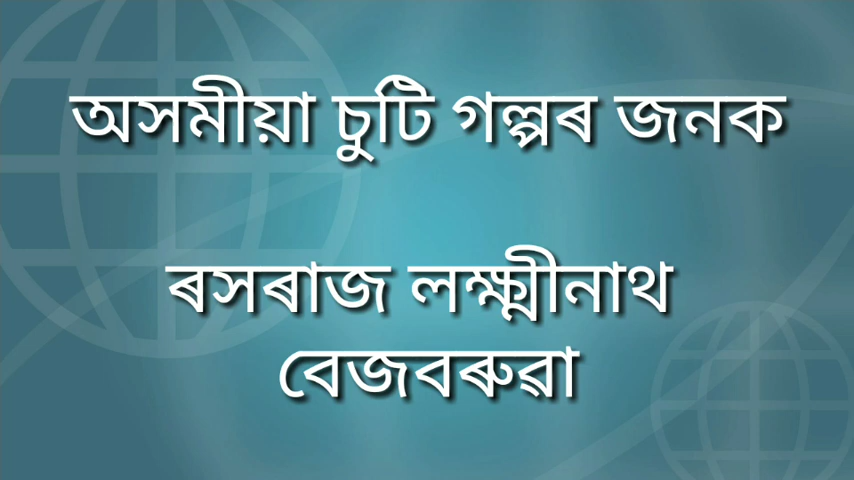 অসমীয়া চুটি গল্পৰ জনক
ৰসৰাজ লক্ষ্মীনাথ
বেজবৰুৱা